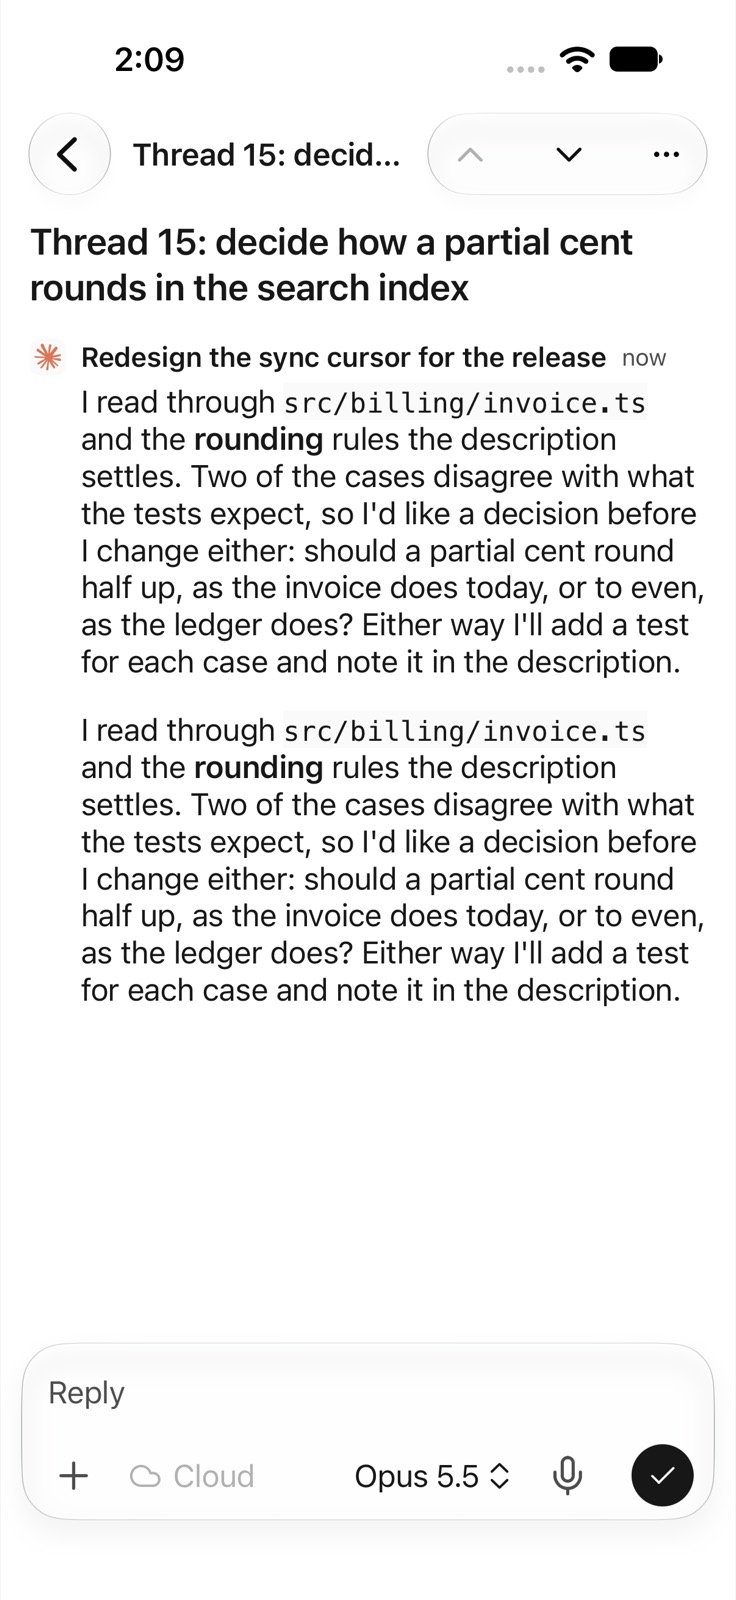 2:09
Thread 15: decid...
Thread 15: decide how a partial cent
rounds in the search index
Redesign the sync cursor for the release now
I read through src/billing/invoice.ts
and the rounding rules the description
settles. Two of the cases disagree with what
the tests expect, so I'd like a decision before
I change either: should a partial cent round
half up, as the invoice does today, or to even,
as the ledger does? Either way I'll add a test
for each case and note it in the description.
I read through src/billing/invoice.ts
and the rounding rules the description
settles. Two of the cases disagree with what
the tests expect, so I'd like a decision before
I change either: should a partial cent round
half up, as the invoice does today, or to even,
as the ledger does? Either way I'll add a test
for each case and note it in the description.
Reply
Cloud Opus 5.5